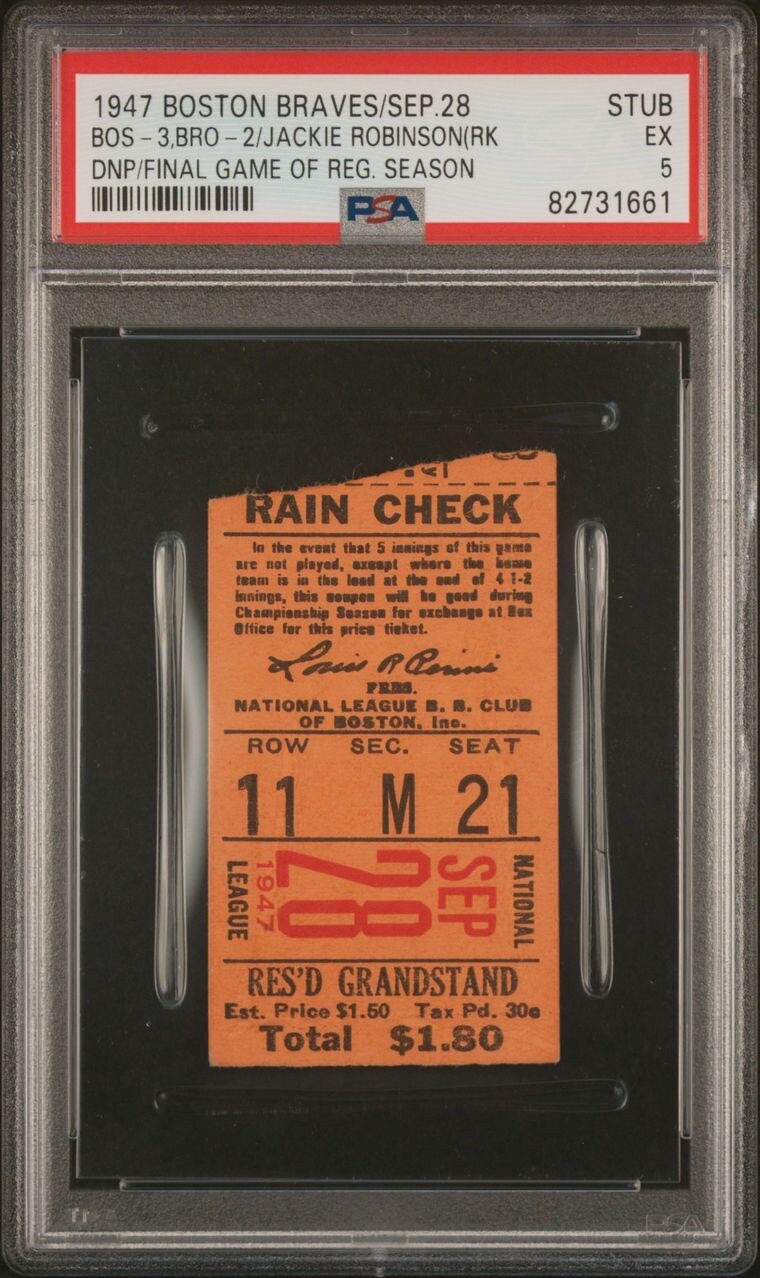 1947 BOSTON BRAVES/SEP.28 STUB
BOS - 3,BRO - 2/JACKIE ROBINSON(RK EX
DNP/FINAL GAME OF REG. SEASON 5
PSA 82731661
RAIN CHECK
In the event that 5 innings of this game
are not played, except where the home
team is in the lead at the end of 4 1-2
innings, this coupon will be good during
Championship Season for exchange at Box
Office for this price ticket.
Louis R Perini
PRES.
NATIONAL LEAGUE B. B. CLUB
OF BOSTON, Inc.
ROW SEC. SEAT
11 M 21
NATIONAL
SEP
28
1947
LEAGUE
RES'D GRANDSTAND
Est. Price $1.50 Tax Pd. 30c
Total $1.80
PSA